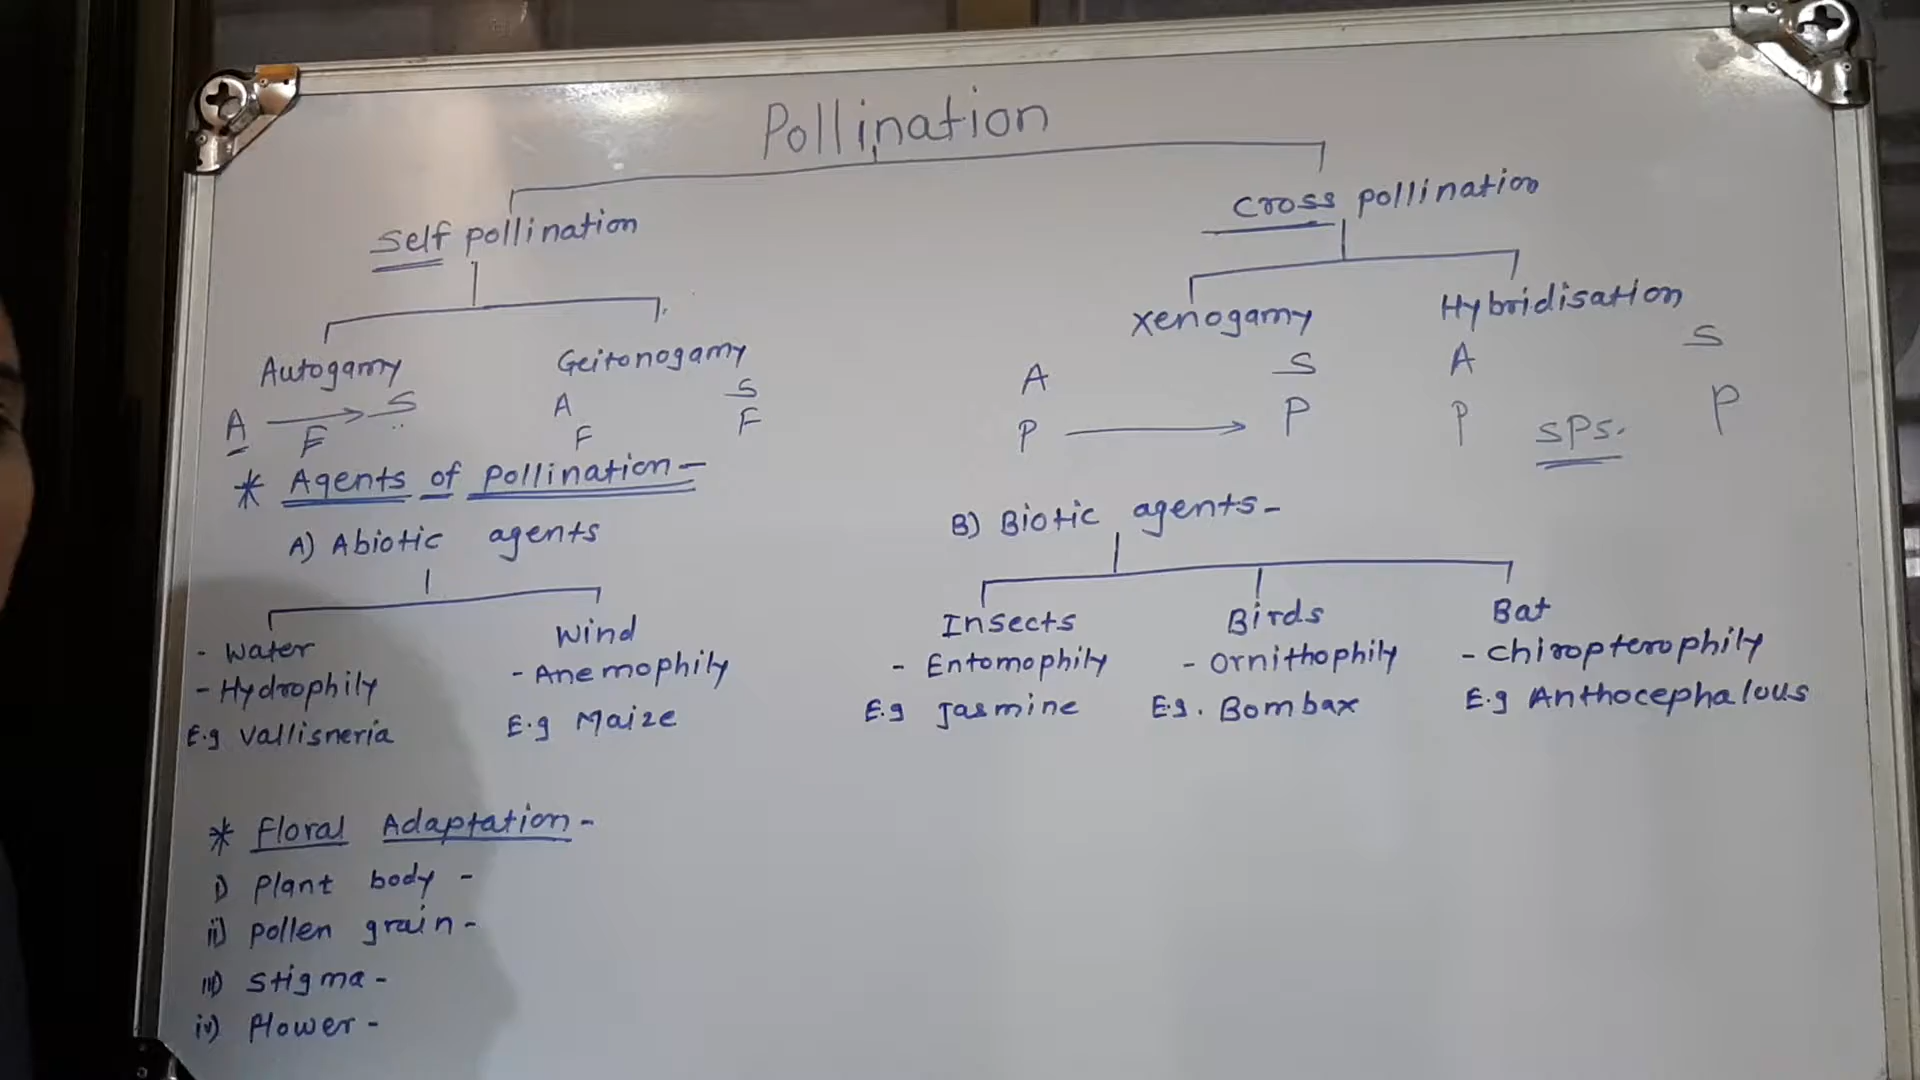 Pollination
Self pollination
Cross pollination
Autogamy
Geitonogamy
Xenogamy
Hybridisation
A → S
F
A S
F F
A S
P → P
A S
P SPS. P
* Agents of pollination-
A) Abiotic agents
- Water
- Hydrophily
E.g Vallisneria
Wind
- Anemophily
E.g Maize
B) Biotic agents-
Insects
- Entomophily
E.g Jasmine
Birds
- Ornithophily
E.g. Bombax
Bat
- Chiropterophily
E.g Anthocephalous
* Floral Adaptation-
i) Plant body -
ii) Pollen grain-
iii) Stigma-
iv) Flower-